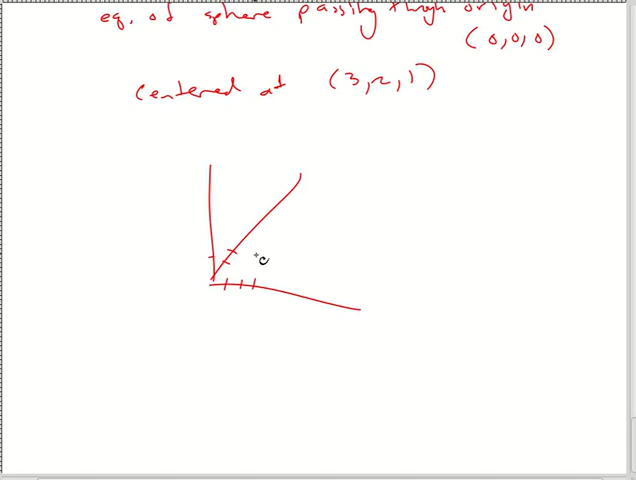 eq. of sphere passing through origin
(0,0,0)
centered at (3,2,1)